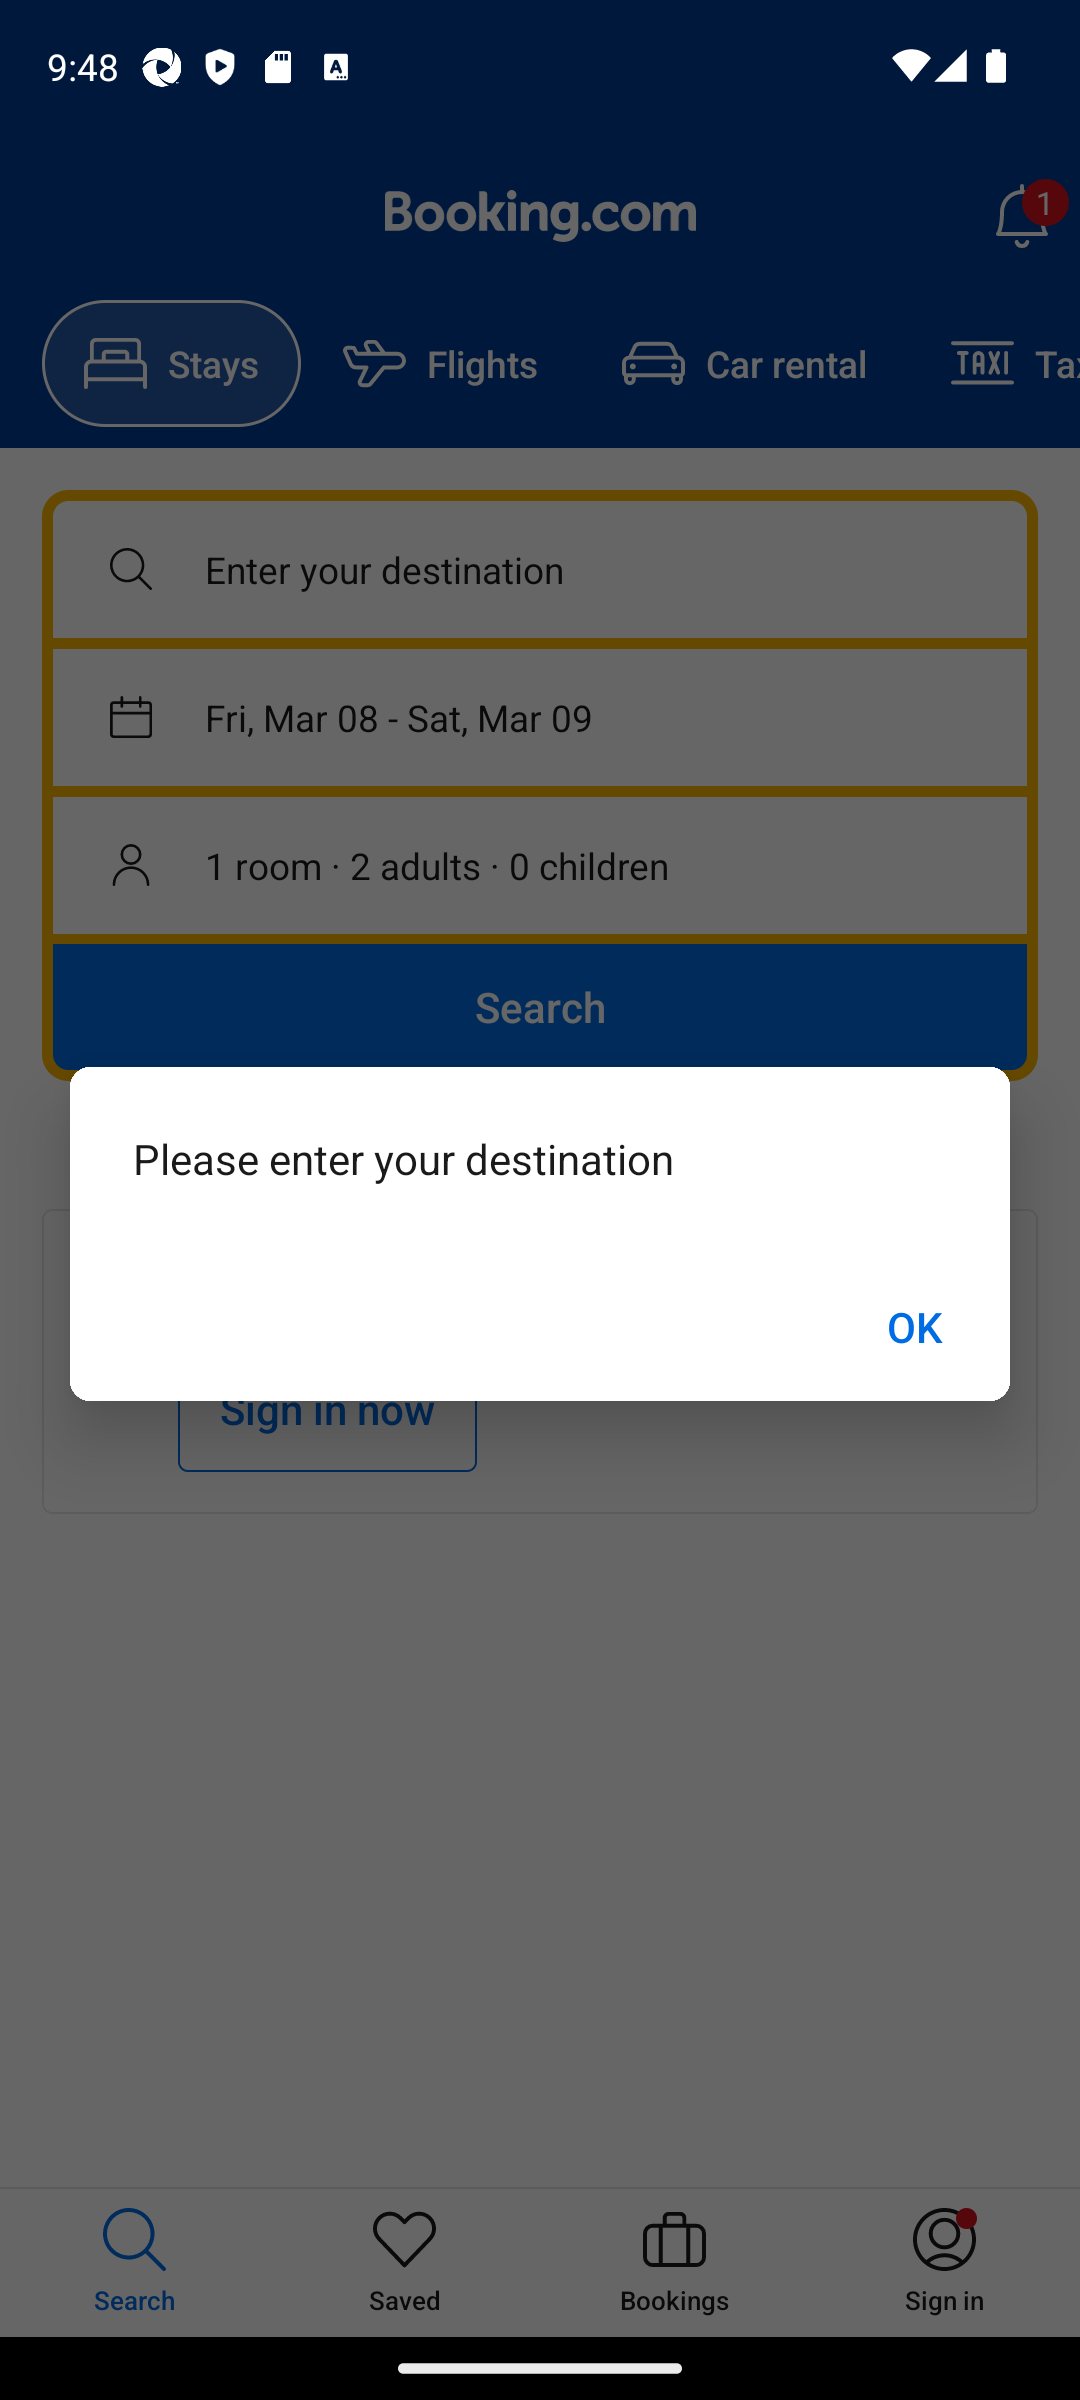 9:48
Booking.com
1
Stays
Flights
Car rental
TAXI
Enter your destination
Fri, Mar 08 - Sat, Mar 09
1 room · 2 adults · 0 children
Search
Please enter your destination
OK
Sign in now
Search
Saved
Bookings
Sign in